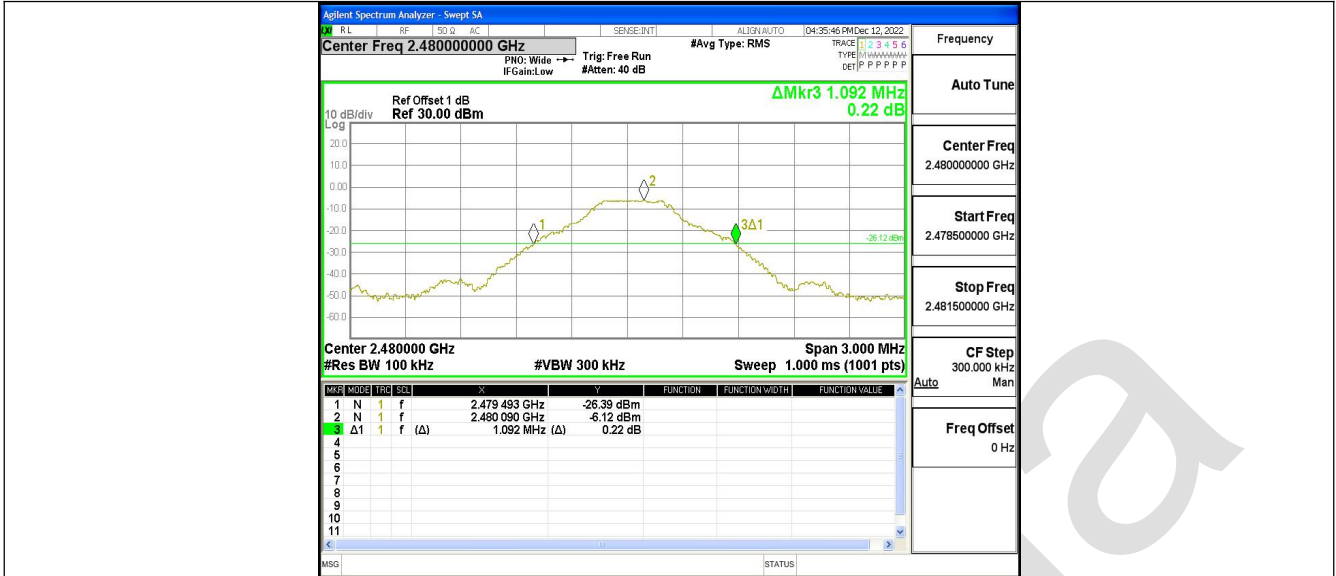 Agilent Spectrum Analyzer - Swept SA
RL RF 50 Ω AC SENSE:INT ALIGN AUTO 04:35:46 PM Dec 12, 2022
Center Freq 2.480000000 GHz #Avg Type: RMS TRACE 1 2 3 4 5 6
PNO: Wide Trig: Free Run TYPE M
IFGain:Low #Atten: 40 dB DET P P P P P P
ΔMkr3 1.092 MHz
0.22 dB
Ref Offset 1 dB
10 dB/div Ref 30.00 dBm
Log
20.0
10.0
0.00
-10.0
-20.0
-30.0
-40.0
-50.0
-60.0
1
2
3Δ1
-26.12 dBm
Center 2.480000 GHz Span 3.000 MHz
#Res BW 100 kHz #VBW 300 kHz Sweep 1.000 ms (1001 pts)
MKR MODE TRC SCL X Y FUNCTION FUNCTION WIDTH FUNCTION VALUE
1 N 1 f 2.479 493 GHz -26.39 dBm
2 N 1 f 2.480 090 GHz -6.12 dBm
3 Δ1 1 f (Δ) 1.092 MHz (Δ) 0.22 dB
4
5
6
7
8
9
10
11
MSG STATUS
Frequency
Auto Tune
Center Freq
2.480000000 GHz
Start Freq
2.478500000 GHz
Stop Freq
2.481500000 GHz
CF Step
300.000 kHz
Auto Man
Freq Offset
0 Hz